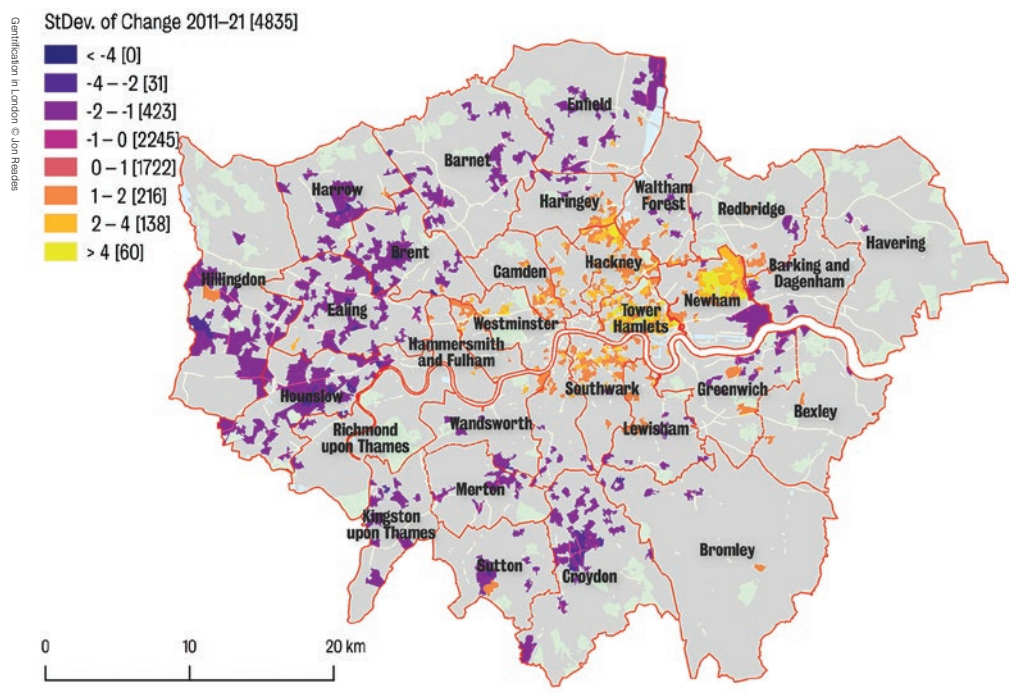 Gentrification in London © Jon Reades
StDev. of Change 2011–21 [4835]
< -4 [0]
-4 – -2 [31]
-2 – -1 [423]
-1 – 0 [2245]
0 – 1 [1722]
1 – 2 [216]
2 – 4 [138]
> 4 [60]
Enfield
Barnet
Harrow
Haringey
Waltham
Forest
Redbridge
Havering
Brent
Camden
Hackney
Barking and
Dagenham
Hillingdon
Ealing
Westminster
Tower
Hamlets
Newham
Hammersmith
and Fulham
Hounslow
Southwark
Greenwich
Bexley
Richmond
upon Thames
Wandsworth
Lewisham
Merton
Kingston
upon Thames
Sutton
Croydon
Bromley
0
10
20 km